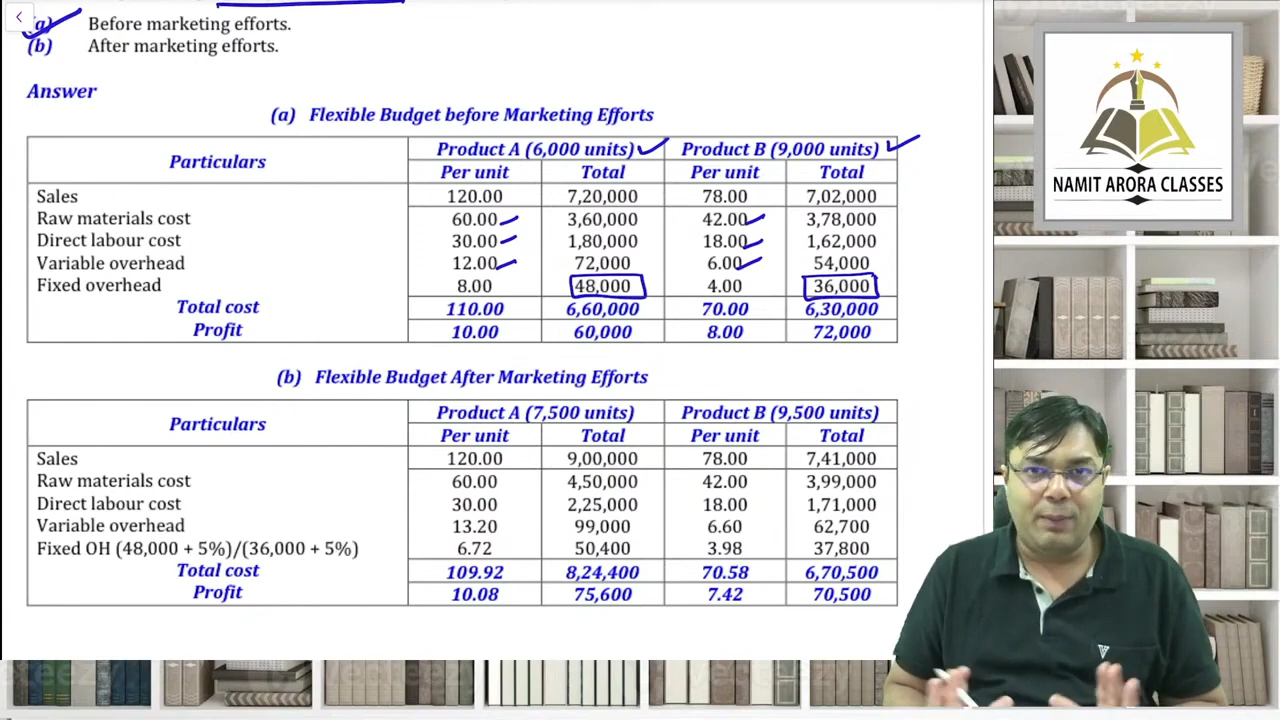 (a) Before marketing efforts.
(b) After marketing efforts.
Answer
(a) Flexible Budget before Marketing Efforts
Particulars Product A (6,000 units) Product B (9,000 units)
Per unit Total Per unit Total
Sales 120.00 7,20,000 78.00 7,02,000
Raw materials cost 60.00 3,60,000 42.00 3,78,000
Direct labour cost 30.00 1,80,000 18.00 1,62,000
Variable overhead 12.00 72,000 6.00 54,000
Fixed overhead 8.00 48,000 4.00 36,000
Total cost 110.00 6,60,000 70.00 6,30,000
Profit 10.00 60,000 8.00 72,000
(b) Flexible Budget After Marketing Efforts
Particulars Product A (7,500 units) Product B (9,500 units)
Per unit Total Per unit Total
Sales 120.00 9,00,000 78.00 7,41,000
Raw materials cost 60.00 4,50,000 42.00 3,99,000
Direct labour cost 30.00 2,25,000 18.00 1,71,000
Variable overhead 13.20 99,000 6.60 62,700
Fixed OH (48,000 + 5%)/(36,000 + 5%) 6.72 50,400 3.98 37,800
Total cost 109.92 8,24,400 70.58 6,70,500
Profit 10.08 75,600 7.42 70,500
NAMIT ARORA CLASSES